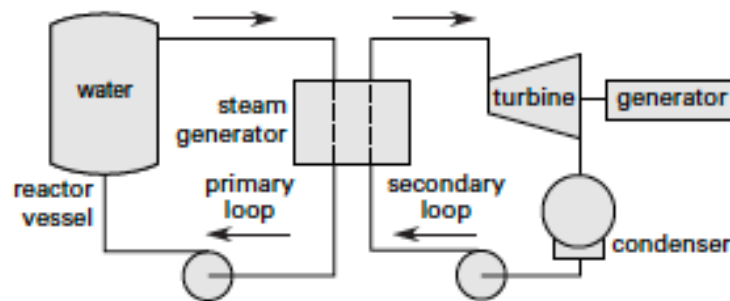 water
steam
generator
turbine
generator
reactor
vessel
primary
loop
secondary
loop
condenser